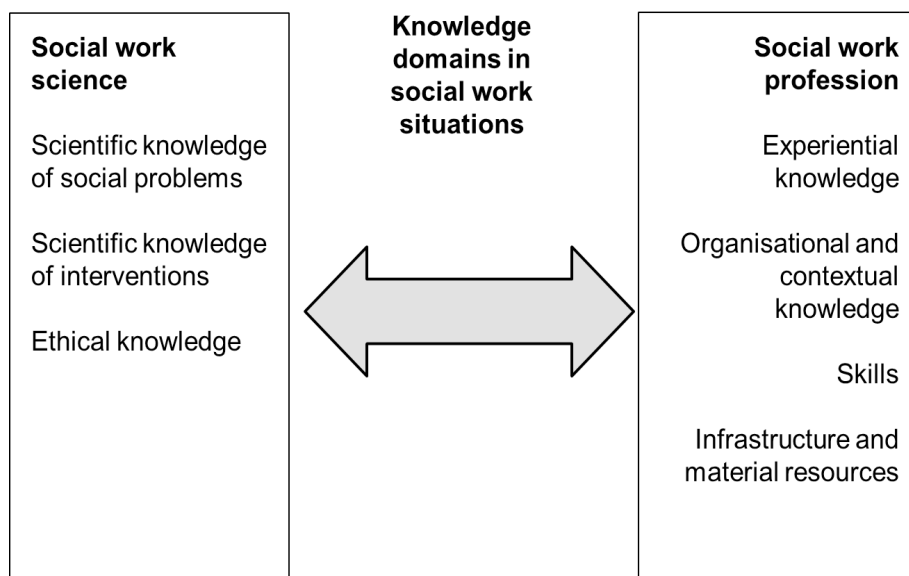 Social work
science
Scientific knowledge
of social problems
Scientific knowledge
of interventions
Ethical knowledge
Knowledge
domains in
social work
situations
Social work
profession
Experiential
knowledge
Organisational and
contextual
knowledge
Skills
Infrastructure and
material resources